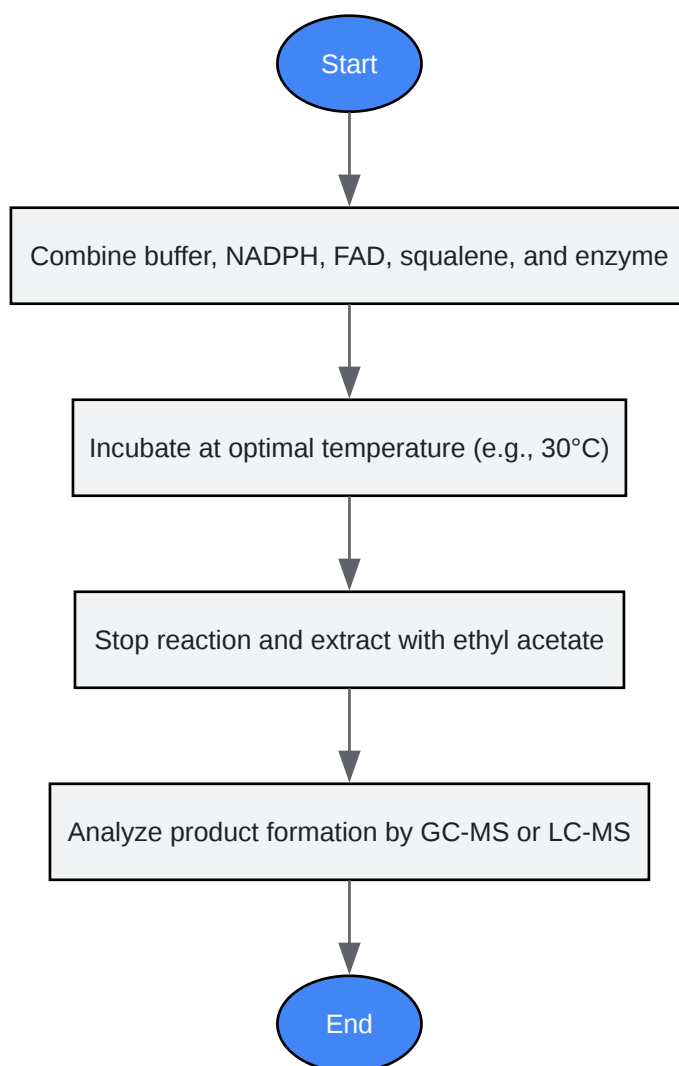 Start
Combine buffer, NADPH, FAD, squalene, and enzyme
Incubate at optimal temperature (e.g., 30°C)
Stop reaction and extract with ethyl acetate
Analyze product formation by GC-MS or LC-MS
End